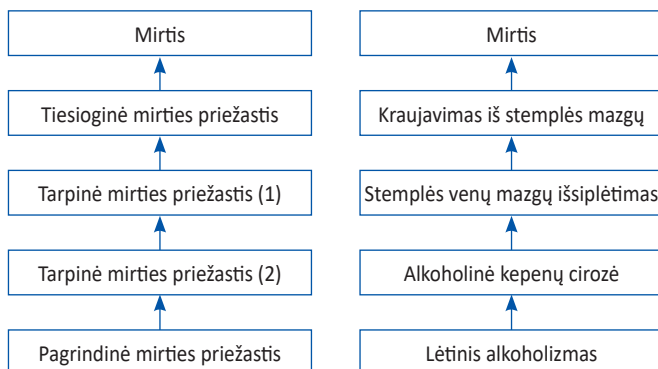 Mirtis
Tiesioginė mirties priežastis
Tarpinė mirties priežastis (1)
Tarpinė mirties priežastis (2)
Pagrindinė mirties priežastis
Mirtis
Kraujavimas iš stemplės mazgų
Stemplės venų mazgų išsiplėtimas
Alkoholinė kepenų cirozė
Lėtinis alkoholizmas